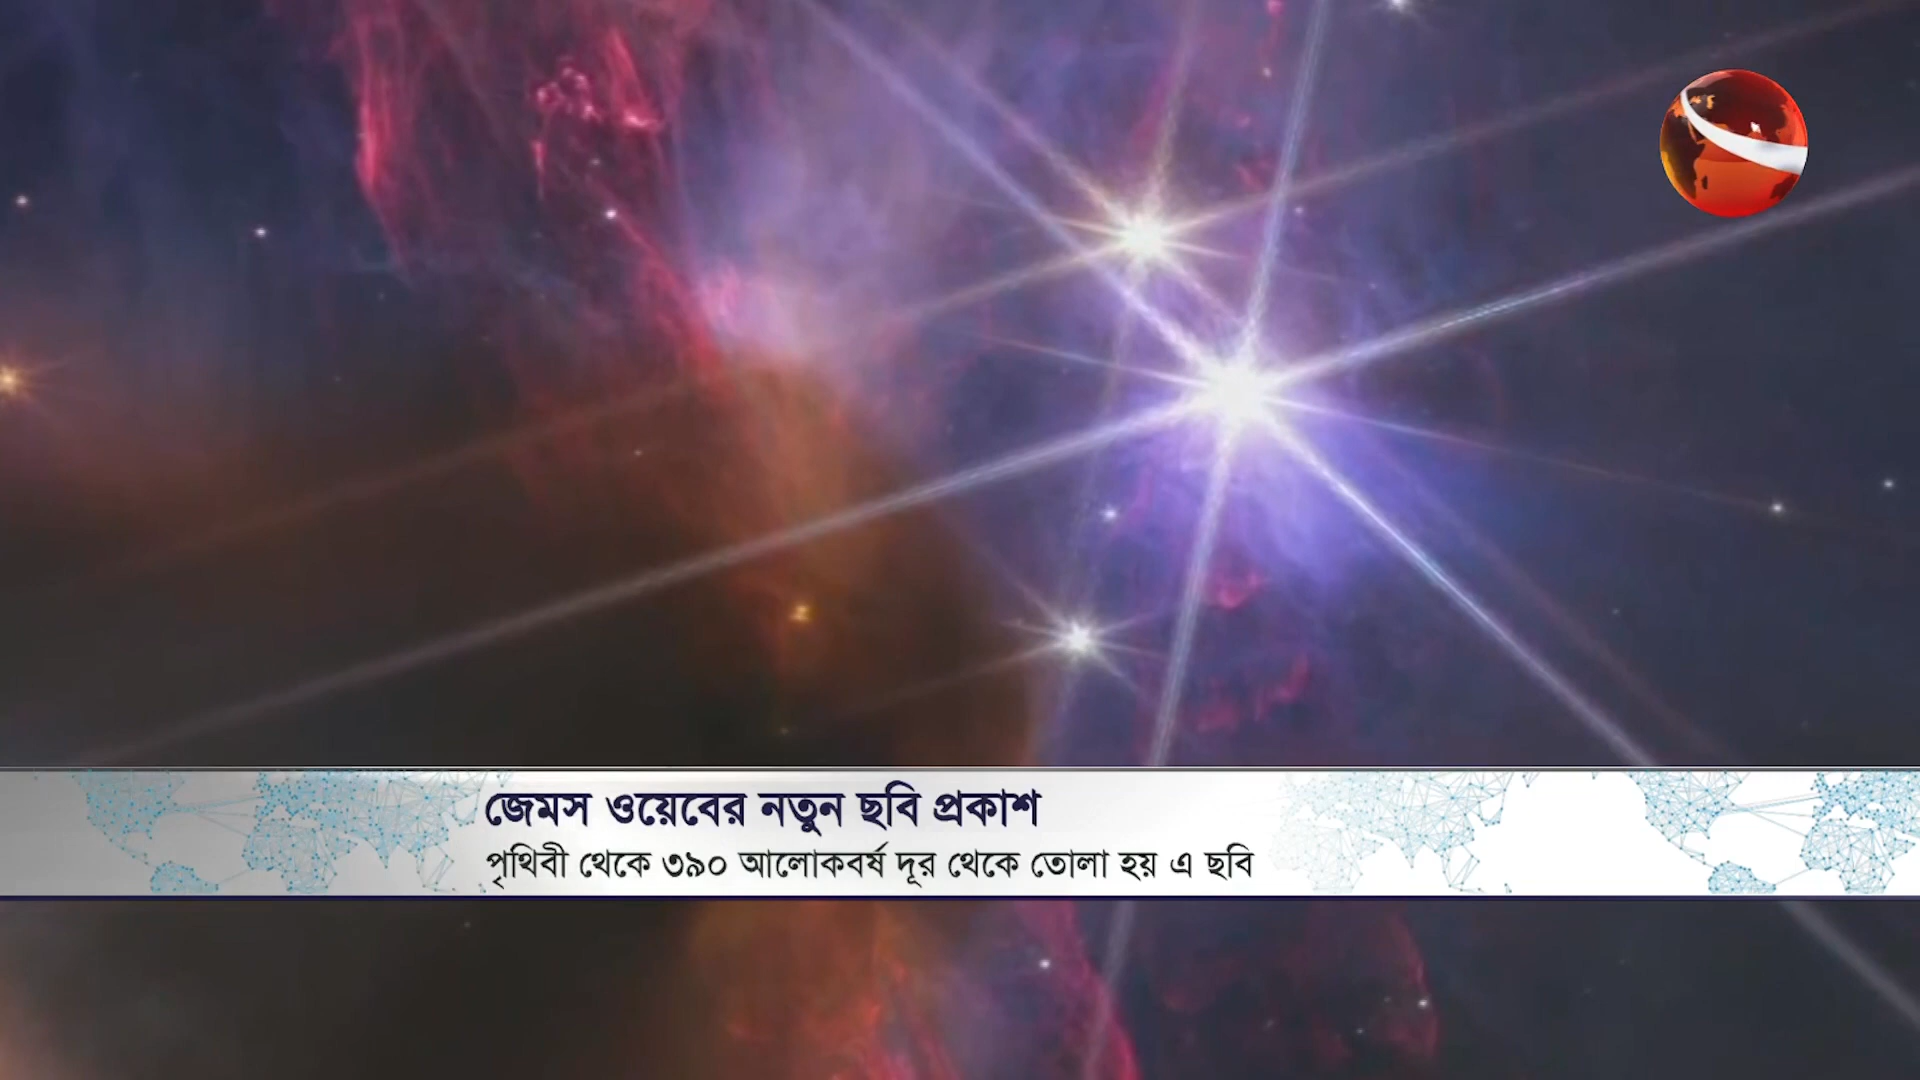 জেমস ওয়েবের নতুন ছবি প্রকাশ
পৃথিবী থেকে ৩৯০ আলোকবর্ষ দূর থেকে তোলা হয় এ ছবি